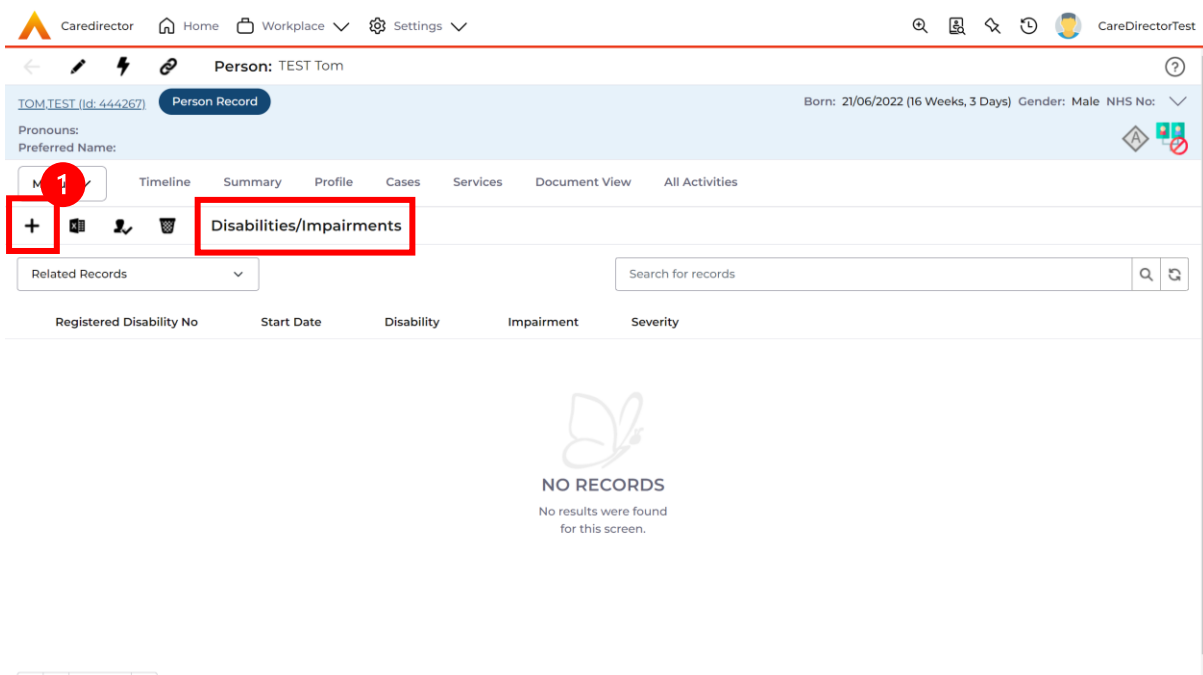 Caredirector Home Workplace Settings CareDirectorTest
Person: TEST Tom
TOM,TEST (Id: 444267) Person Record Born: 21/06/2022 (16 Weeks, 3 Days) Gender: Male NHS No:
Pronouns:
Preferred Name:
A
1
Timeline Summary Profile Cases Services Document View All Activities
Disabilities/Impairments
Related Records Search for records
Registered Disability No Start Date Disability Impairment Severity
NO RECORDS
No results were found
for this screen.